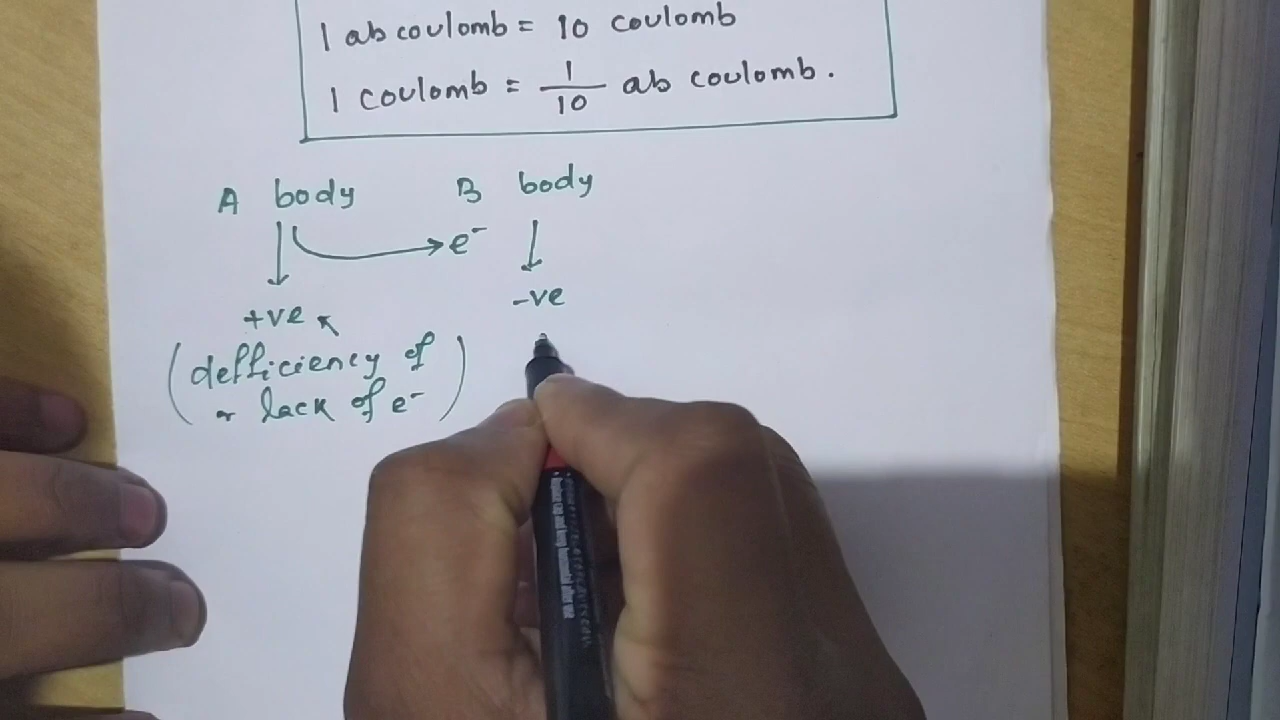 1 ab coulomb = 10 coulomb
1 coulomb = 1/10 ab coulomb.
A body B body
e⁻
+ve -ve
(defficiency of
or lack of e⁻)